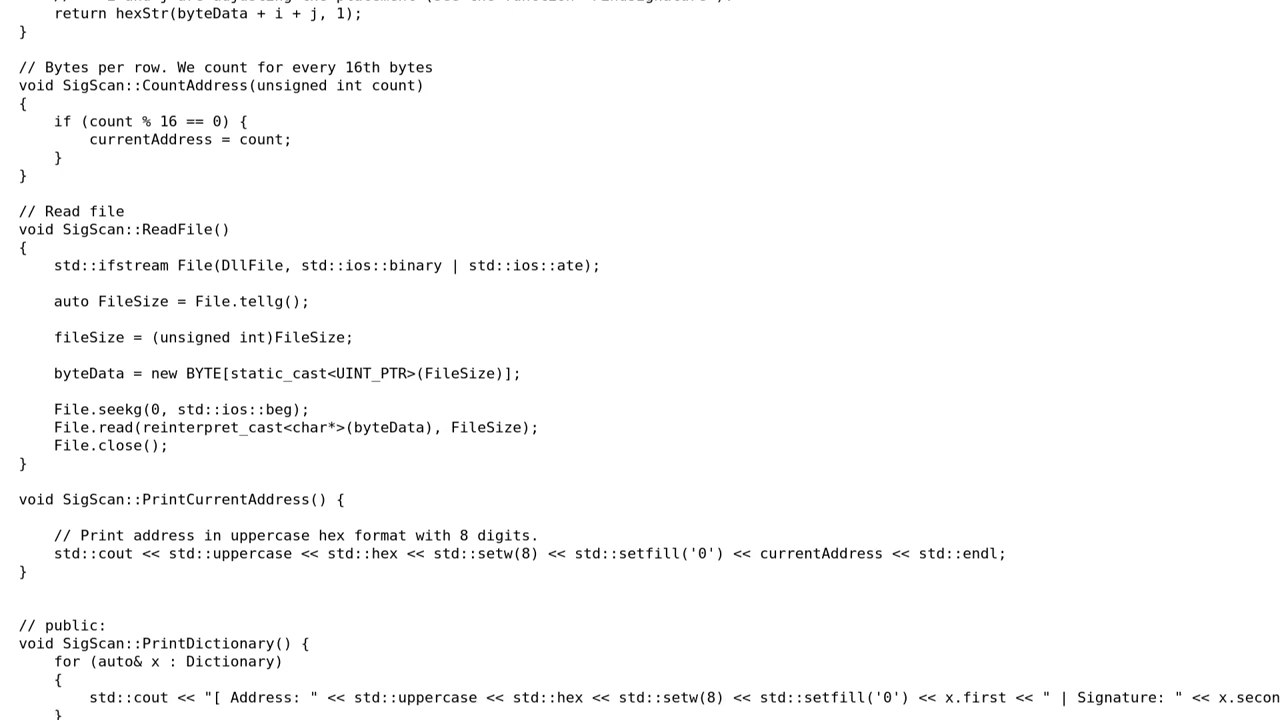 return hexStr(byteData + i + j, 1);
}

// Bytes per row. We count for every 16th bytes
void SigScan::CountAddress(unsigned int count)
{
    if (count % 16 == 0) {
        currentAddress = count;
    }
}

// Read file
void SigScan::ReadFile()
{
    std::ifstream File(DllFile, std::ios::binary | std::ios::ate);

    auto FileSize = File.tellg();

    fileSize = (unsigned int)FileSize;

    byteData = new BYTE[static_cast<UINT_PTR>(FileSize)];

    File.seekg(0, std::ios::beg);
    File.read(reinterpret_cast<char*>(byteData), FileSize);
    File.close();
}

void SigScan::PrintCurrentAddress() {

    // Print address in uppercase hex format with 8 digits.
    std::cout << std::uppercase << std::hex << std::setw(8) << std::setfill('0') << currentAddress << std::endl;
}


// public:
void SigScan::PrintDictionary() {
    for (auto& x : Dictionary)
    {
        std::cout << "[ Address: " << std::uppercase << std::hex << std::setw(8) << std::setfill('0') << x.first << " | Signature: " << x.secon
    }